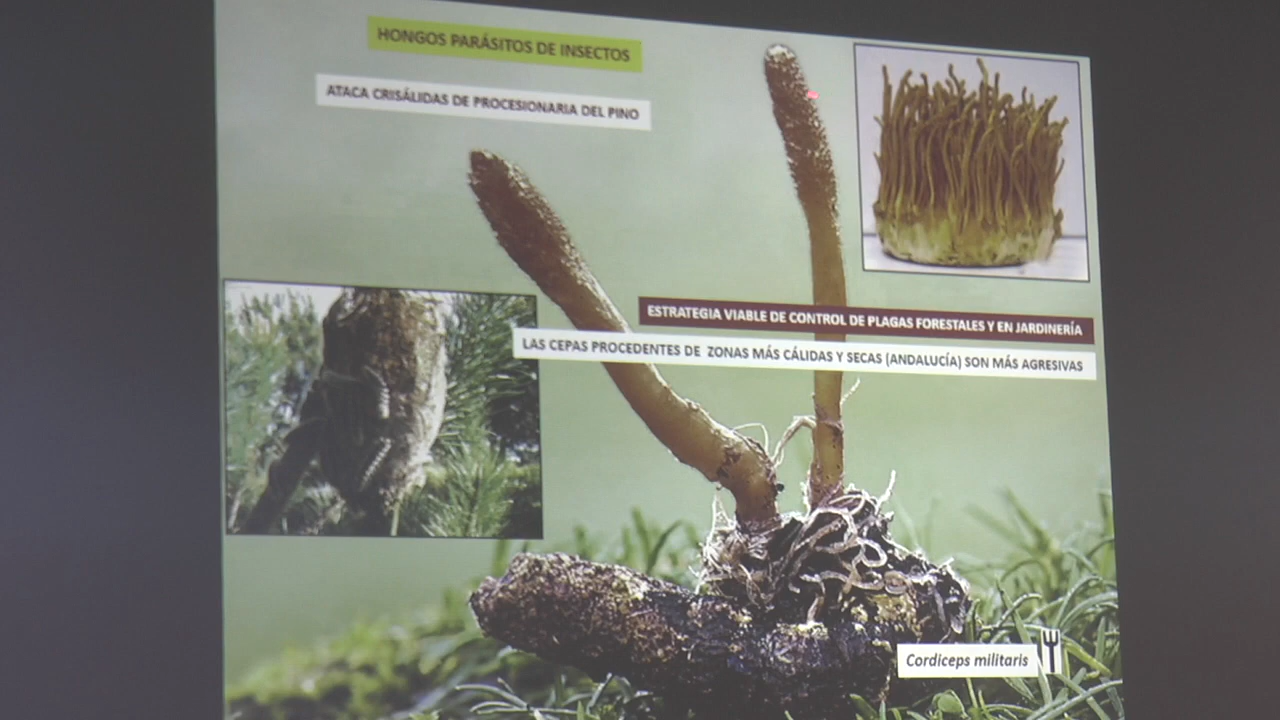 HONGOS PARÁSITOS DE INSECTOS
ATACA CRISÁLIDAS DE PROCESIONARIA DEL PINO
ESTRATEGIA VIABLE DE CONTROL DE PLAGAS FORESTALES Y EN JARDINERÍA
LAS CEPAS PROCEDENTES DE ZONAS MÁS CÁLIDAS Y SECAS (ANDALUCÍA) SON MÁS AGRESIVAS
Cordiceps militaris